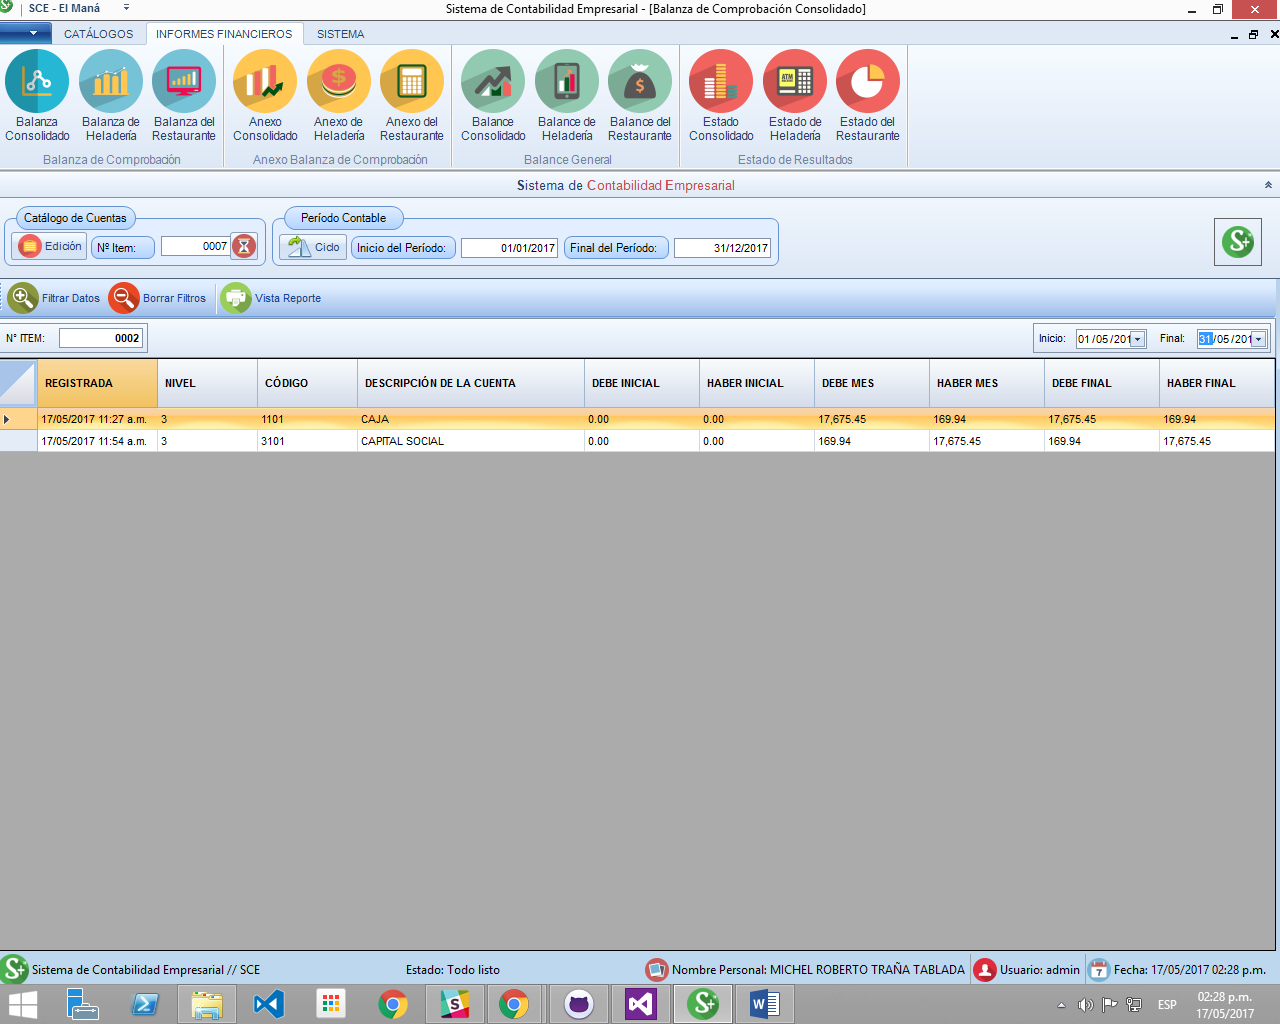 SCE - El Maná
Sistema de Contabilidad Empresarial - [Balanza de Comprobación Consolidado]
CATÁLOGOS INFORMES FINANCIEROS SISTEMA
Balanza Consolidado
Balanza de Heladería
Balanza del Restaurante
Balanza de Comprobación
Anexo Consolidado
Anexo de Heladería
Anexo del Restaurante
Anexo Balanza de Comprobación
Balance Consolidado
Balance de Heladería
Balance del Restaurante
Balance General
Estado Consolidado
ATM
Estado de Heladería
Estado del Restaurante
Estado de Resultados
Sistema de Contabilidad Empresarial
Catálogo de Cuentas
Edición Nº Item: 0007
Período Contable
Ciclo Inicio del Período: 01/01/2017 Final del Período: 31/12/2017
S+
Filtrar Datos Borrar Filtros Vista Reporte
N° ITEM: 0002
Inicio: 01/05/201 Final: 31/05/201
REGISTRADA NIVEL CÓDIGO DESCRIPCIÓN DE LA CUENTA DEBE INICIAL HABER INICIAL DEBE MES HABER MES DEBE FINAL HABER FINAL
17/05/2017 11:27 a.m. 3 1101 CAJA 0.00 0.00 17,675.45 169.94 17,675.45 169.94
17/05/2017 11:54 a.m. 3 3101 CAPITAL SOCIAL 0.00 0.00 169.94 17,675.45 169.94 17,675.45
S+ Sistema de Contabilidad Empresarial // SCE Estado: Todo listo Nombre Personal: MICHEL ROBERTO TRAÑA TABLADA Usuario: admin 7 Fecha: 17/05/2017 02:28 p.m.
S S+ W ESP 02:28 p.m.
17/05/2017